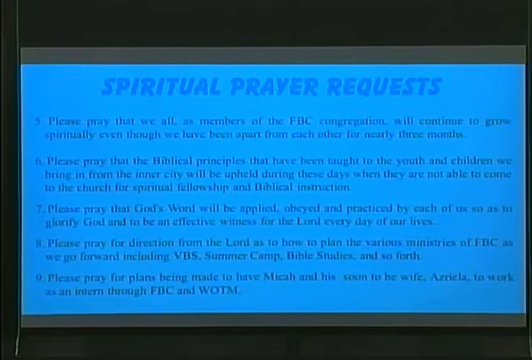 SPIRITUAL PRAYER REQUESTS
5. Please pray that we all, as members of the FBC congregation, will continue to grow
spiritually even though we have been apart from each other for nearly three months.
6. Please pray that the Biblical principles that have been taught to the youth and children we
bring in from the inner city will be upheld during these days when they are not able to come
to the church for spiritual fellowship and Biblical instruction.
7. Please pray that God's Word will be applied, obeyed and practiced by each of us so as to
glorify God and to be an effective witness for the Lord every day of our lives.
8. Please pray for direction from the Lord as to how to plan the various ministries of FBC as
we go forward including VBS, Summer Camp, Bible Studies, and so forth.
9. Please pray for plans being made to have Micah and his soon to be wife, Azriela, to work
as an intern through FBC and WOTM.